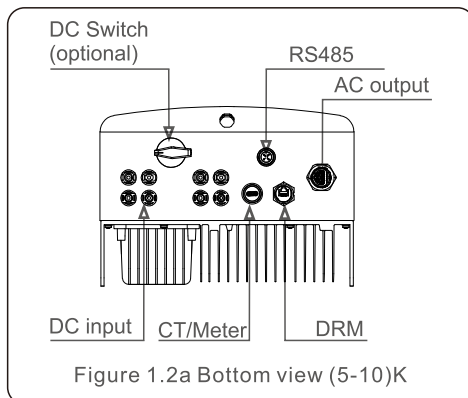 DC Switch
(optional)
RS485
AC output
DC input
CT/Meter
DRM
Figure 1.2a Bottom view (5-10)K